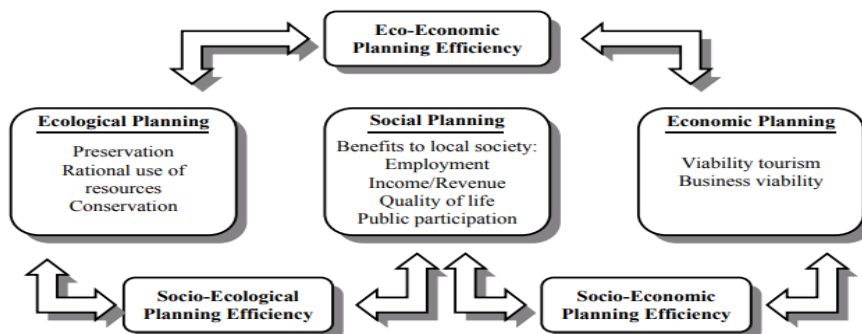 Eco-Economic
Planning Efficiency
Ecological Planning
Preservation
Rational use of
resources
Conservation
Social Planning
Benefits to local society:
Employment
Income/Revenue
Quality of life
Public participation
Economic Planning
Viability tourism
Business viability
Socio-Ecological
Planning Efficiency
Socio-Economic
Planning Efficiency